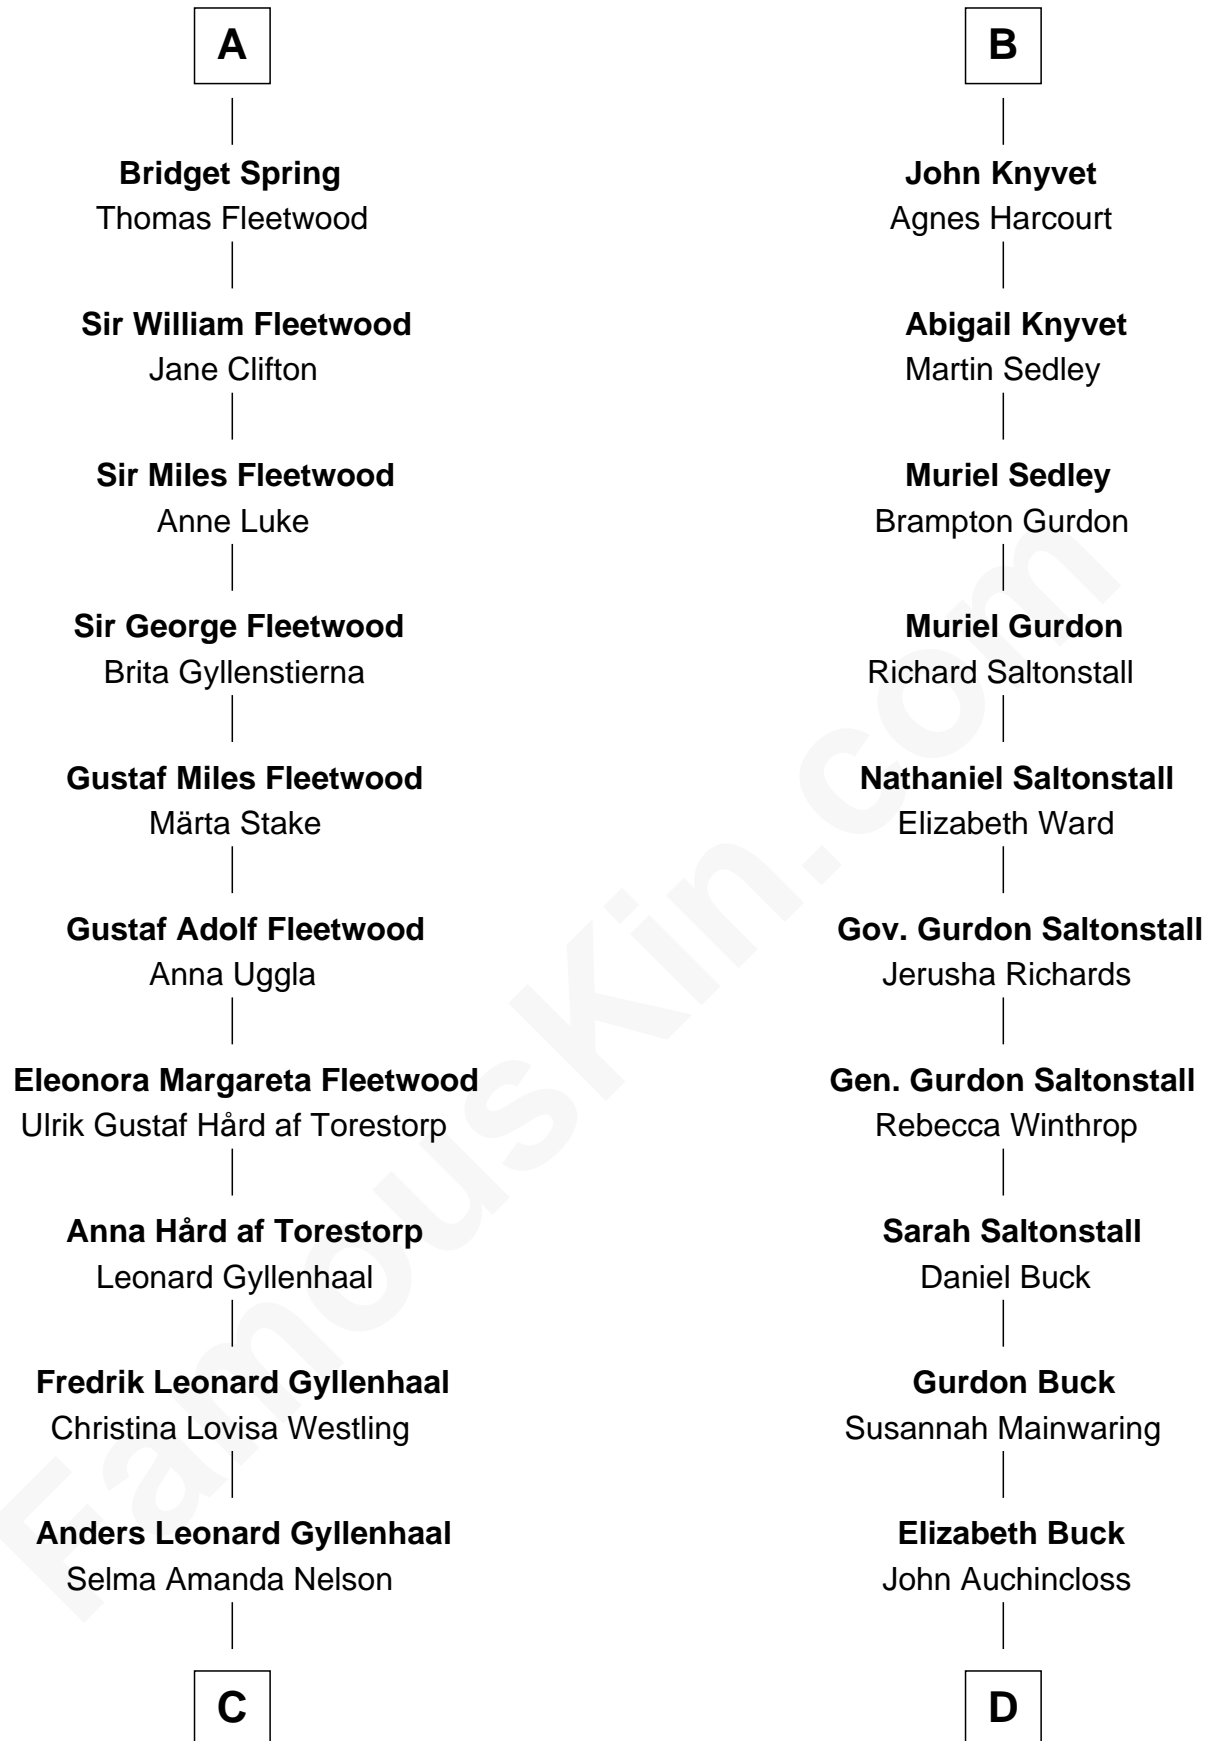 A
Bridget Spring
Thomas Fleetwood
Sir William Fleetwood
Jane Clifton
Sir Miles Fleetwood
Anne Luke
Sir George Fleetwood
Brita Gyllenstierna
Gustaf Miles Fleetwood
Märta Stake
Gustaf Adolf Fleetwood
Anna Uggla
Eleonora Margareta Fleetwood
Ulrik Gustaf Hård af Torestorp
Anna Hård af Torestorp
Leonard Gyllenhaal
Fredrik Leonard Gyllenhaal
Christina Lovisa Westling
Anders Leonard Gyllenhaal
Selma Amanda Nelson
C
B
John Knyvet
Agnes Harcourt
Abigail Knyvet
Martin Sedley
Muriel Sedley
Brampton Gurdon
Muriel Gurdon
Richard Saltonstall
Nathaniel Saltonstall
Elizabeth Ward
Gov. Gurdon Saltonstall
Jerusha Richards
Gen. Gurdon Saltonstall
Rebecca Winthrop
Sarah Saltonstall
Daniel Buck
Gurdon Buck
Susannah Mainwaring
Elizabeth Buck
John Auchincloss
D
FamousKin.com